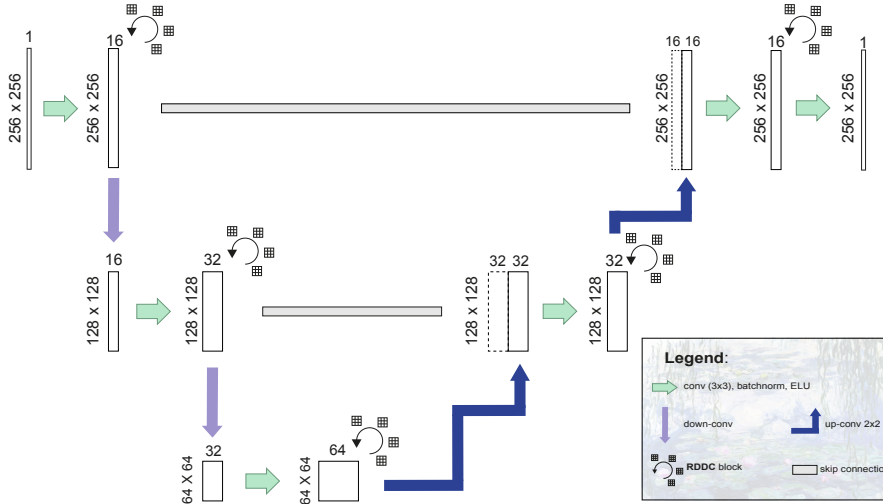 1
16
256 x 256
256 x 256
16 16
256 x 256
16
256 x 256
1
256 x 256
16
128 x 128
32
128 x 128
32 32
128 x 128
32
128 x 128
32
64 X 64
64
64 X 64
Legend:
conv (3x3), batchnorm, ELU
down-conv
up-conv 2x2
RDDC block
skip connectio